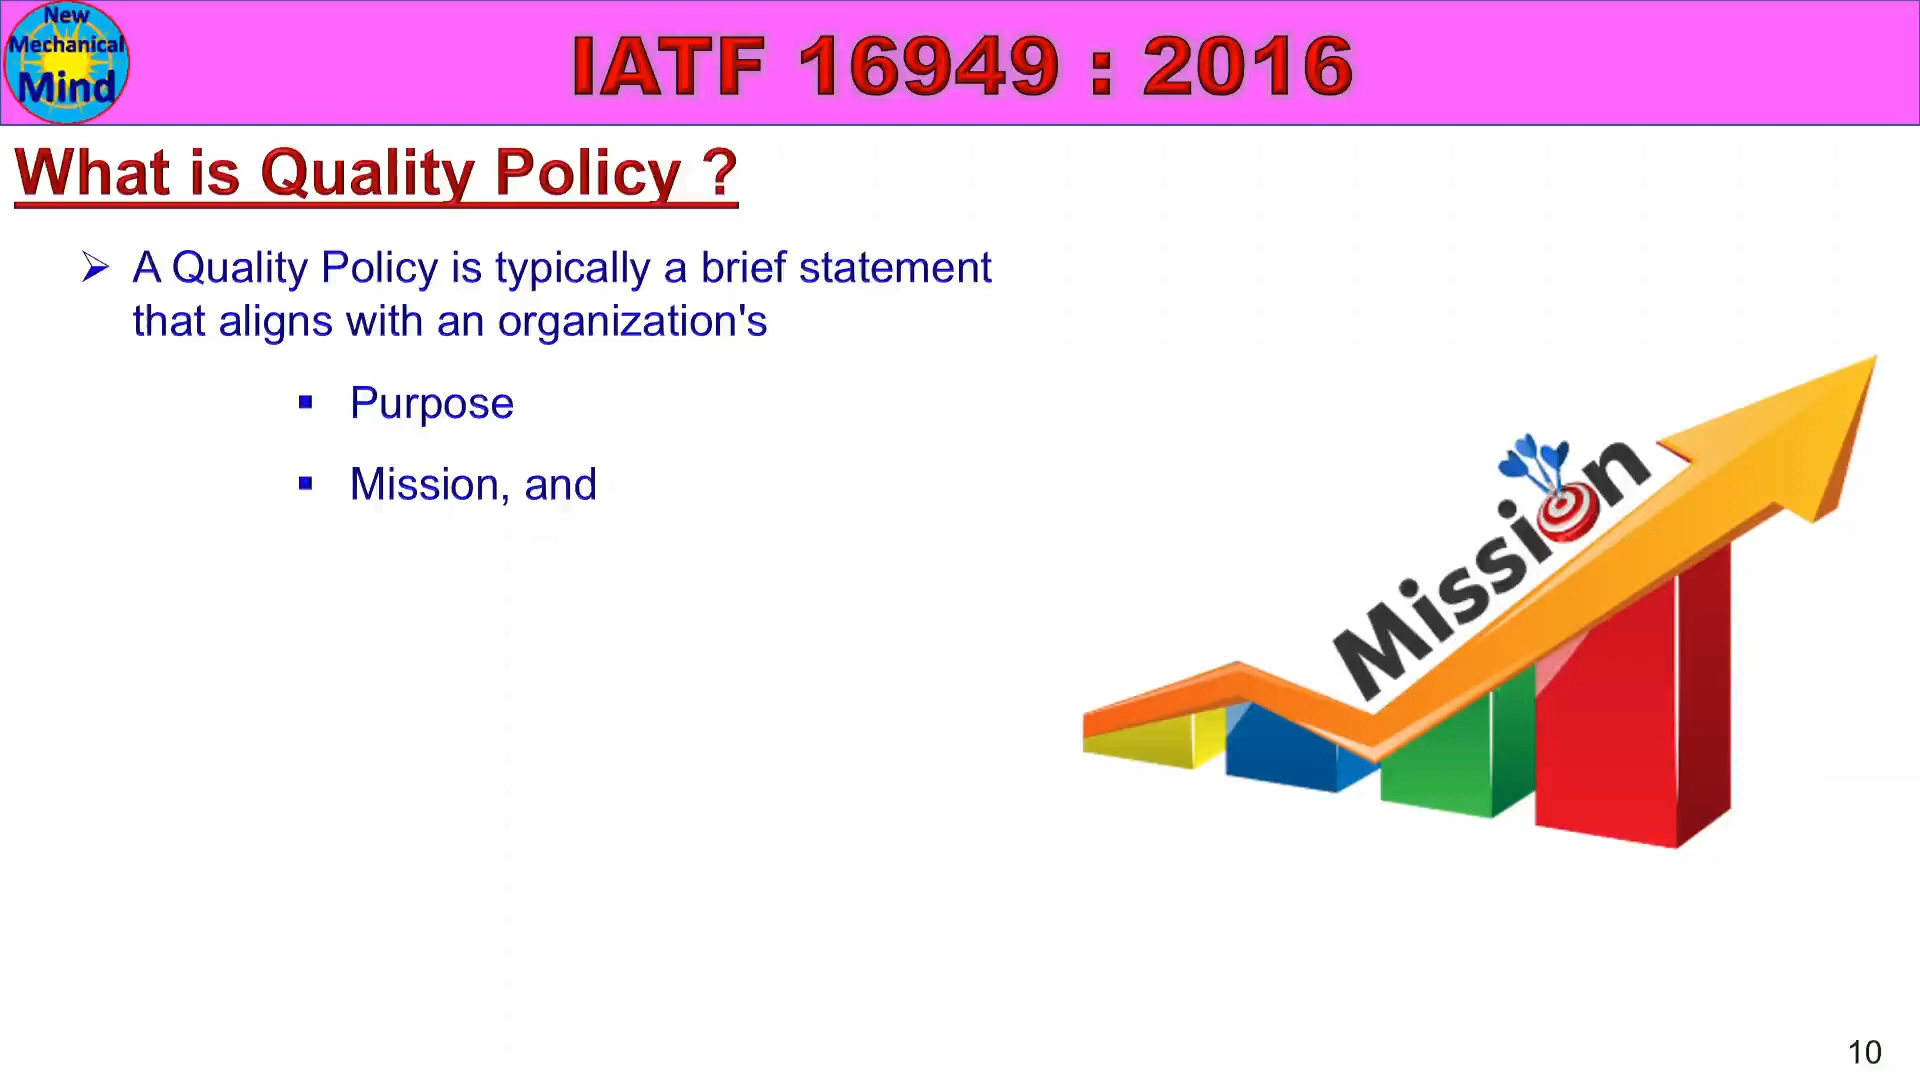 New
Mechanical
Mind
IATF 16949 : 2016
What is Quality Policy ?
➢ A Quality Policy is typically a brief statement
that aligns with an organization's
▪ Purpose
▪ Mission, and
Mission
10